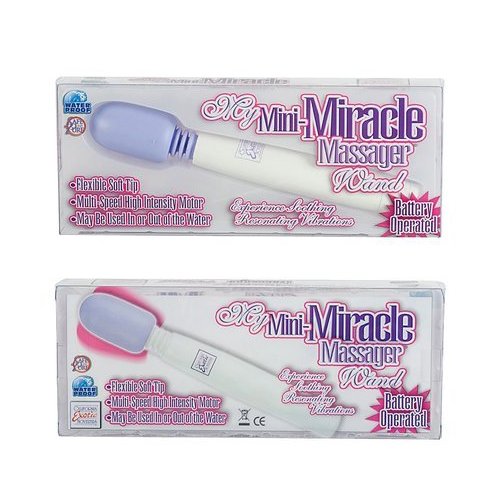 WATER
PROOF
My
Mini-Miracle
Massager
Wand
•Flexible Soft Tip
•Multi-Speed High Intensity Motor
•May Be Used In or Out of the Water
Experience Soothing
Resonating Vibrations
Battery
Operated
My
Mini-Miracle
Massager
Wand
WATER
PROOF
CALIFORNIA
Exotic
NOVELTIES
•Flexible Soft Tip
•Multi-Speed High Intensity Motor
•May Be Used In or Out of the Water
Experience
Soothing
Resonating
Vibrations
CE
Battery
Operated